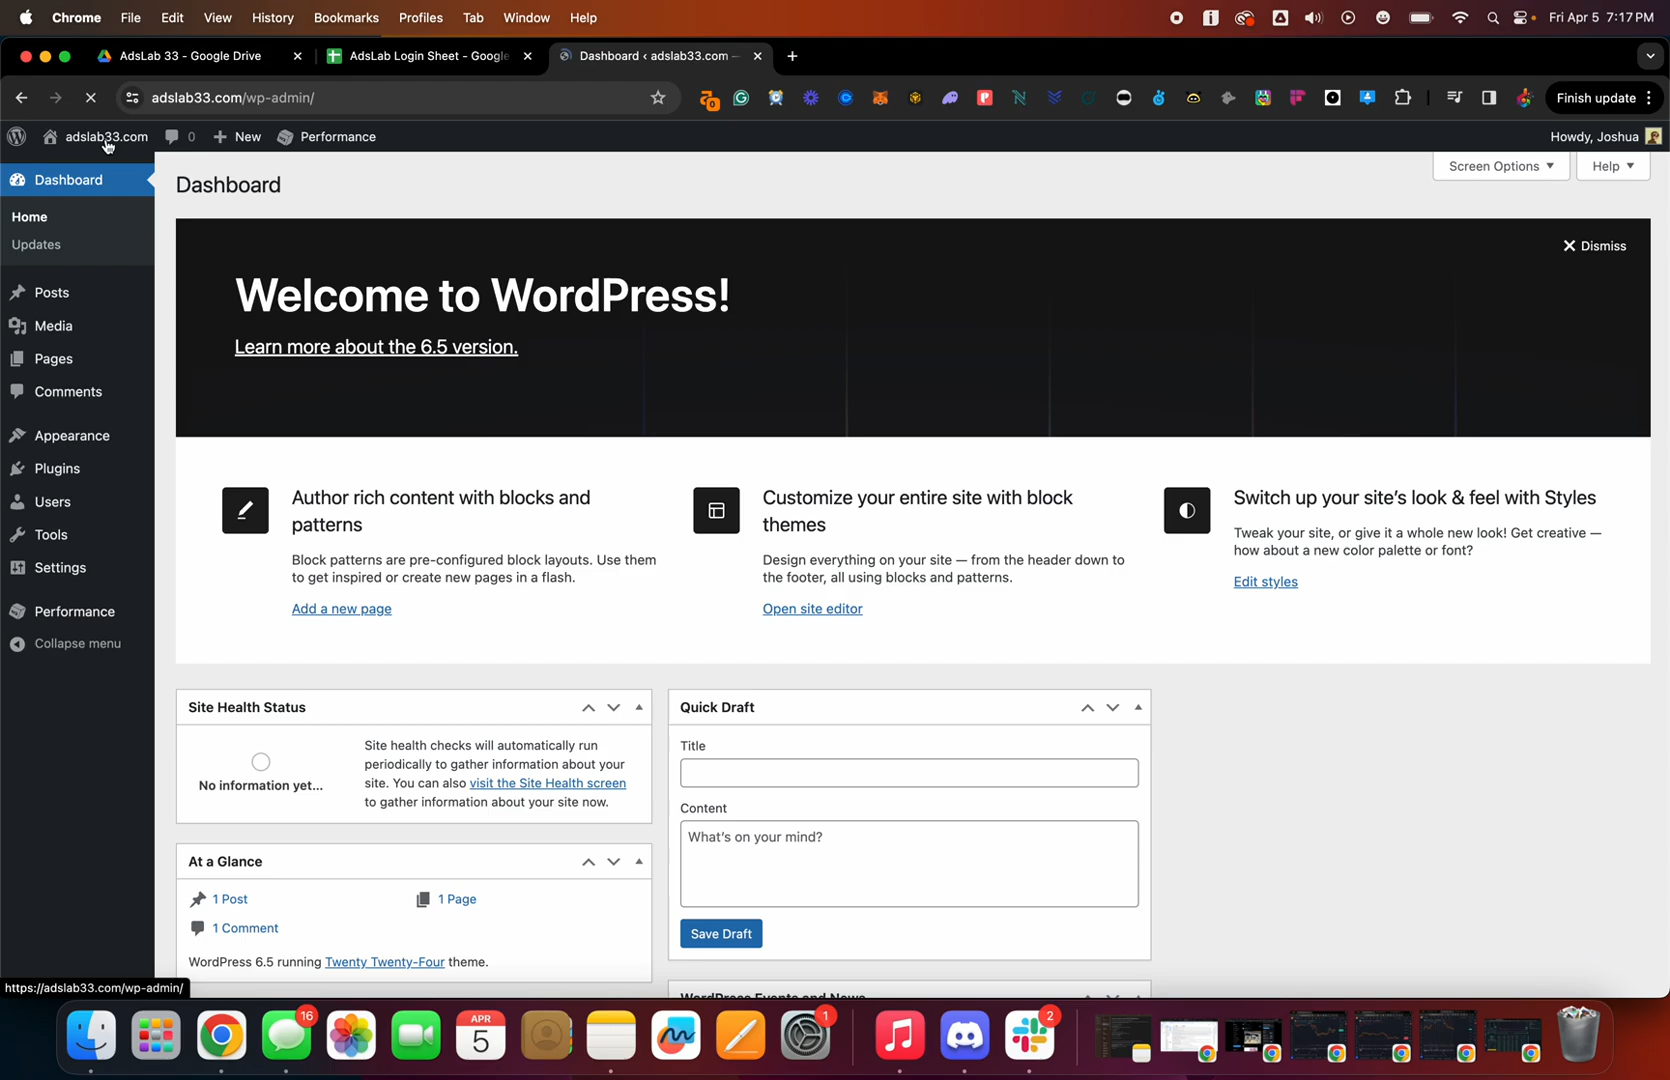 Chrome File Edit View History Bookmarks Profiles Tab Window Help Fri Apr 5 7:17 PM
AdsLab 33 - Google Drive AdsLab Login Sheet - Google Dashboard ‹ adslab33.com —
adslab33.com/wp-admin/ Finish update
adslab33.com 0 New Performance Howdy, Joshua
Dashboard
Home
Updates
Posts
Media
Pages
Comments
Appearance
Plugins
Users
Tools
Settings
Performance
Collapse menu
Dashboard
Screen Options Help
Dismiss
Welcome to WordPress!
Learn more about the 6.5 version.
Author rich content with blocks and
patterns
Block patterns are pre-configured block layouts. Use them
to get inspired or create new pages in a flash.
Add a new page
Customize your entire site with block
themes
Design everything on your site — from the header down to
the footer, all using blocks and patterns.
Open site editor
Switch up your site's look & feel with Styles
Tweak your site, or give it a whole new look! Get creative —
how about a new color palette or font?
Edit styles
Site Health Status
No information yet...
Site health checks will automatically run
periodically to gather information about your
site. You can also visit the Site Health screen
to gather information about your site now.
At a Glance
1 Post
1 Page
1 Comment
WordPress 6.5 running Twenty Twenty-Four theme.
Quick Draft
Title
Content
What's on your mind?
Save Draft
WordPress Events and News
https://adslab33.com/wp-admin/
16
APR
5
1
2